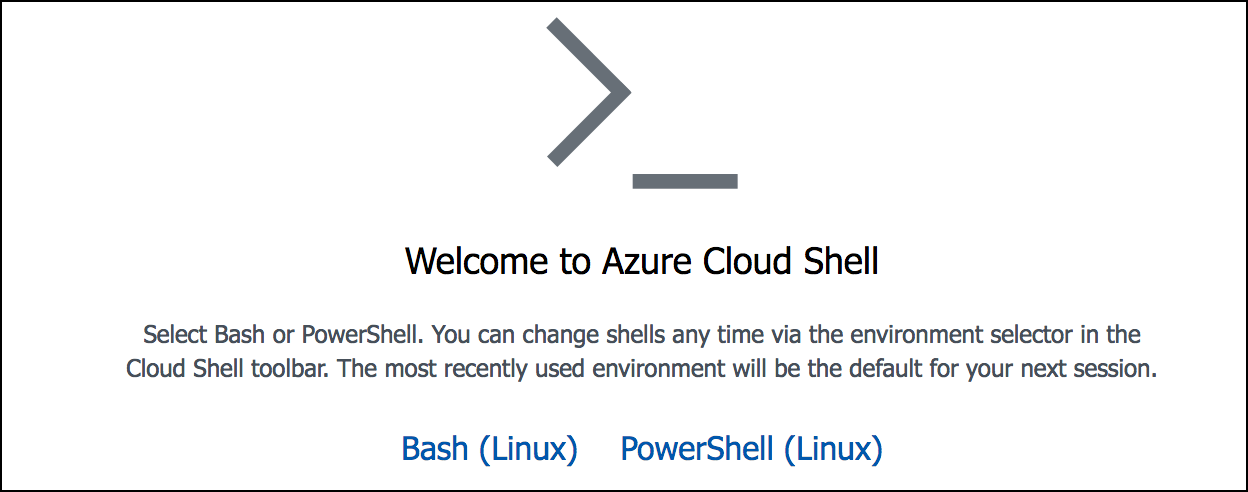 Welcome to Azure Cloud Shell
Select Bash or PowerShell. You can change shells any time via the environment selector in the
Cloud Shell toolbar. The most recently used environment will be the default for your next session.
Bash (Linux) PowerShell (Linux)